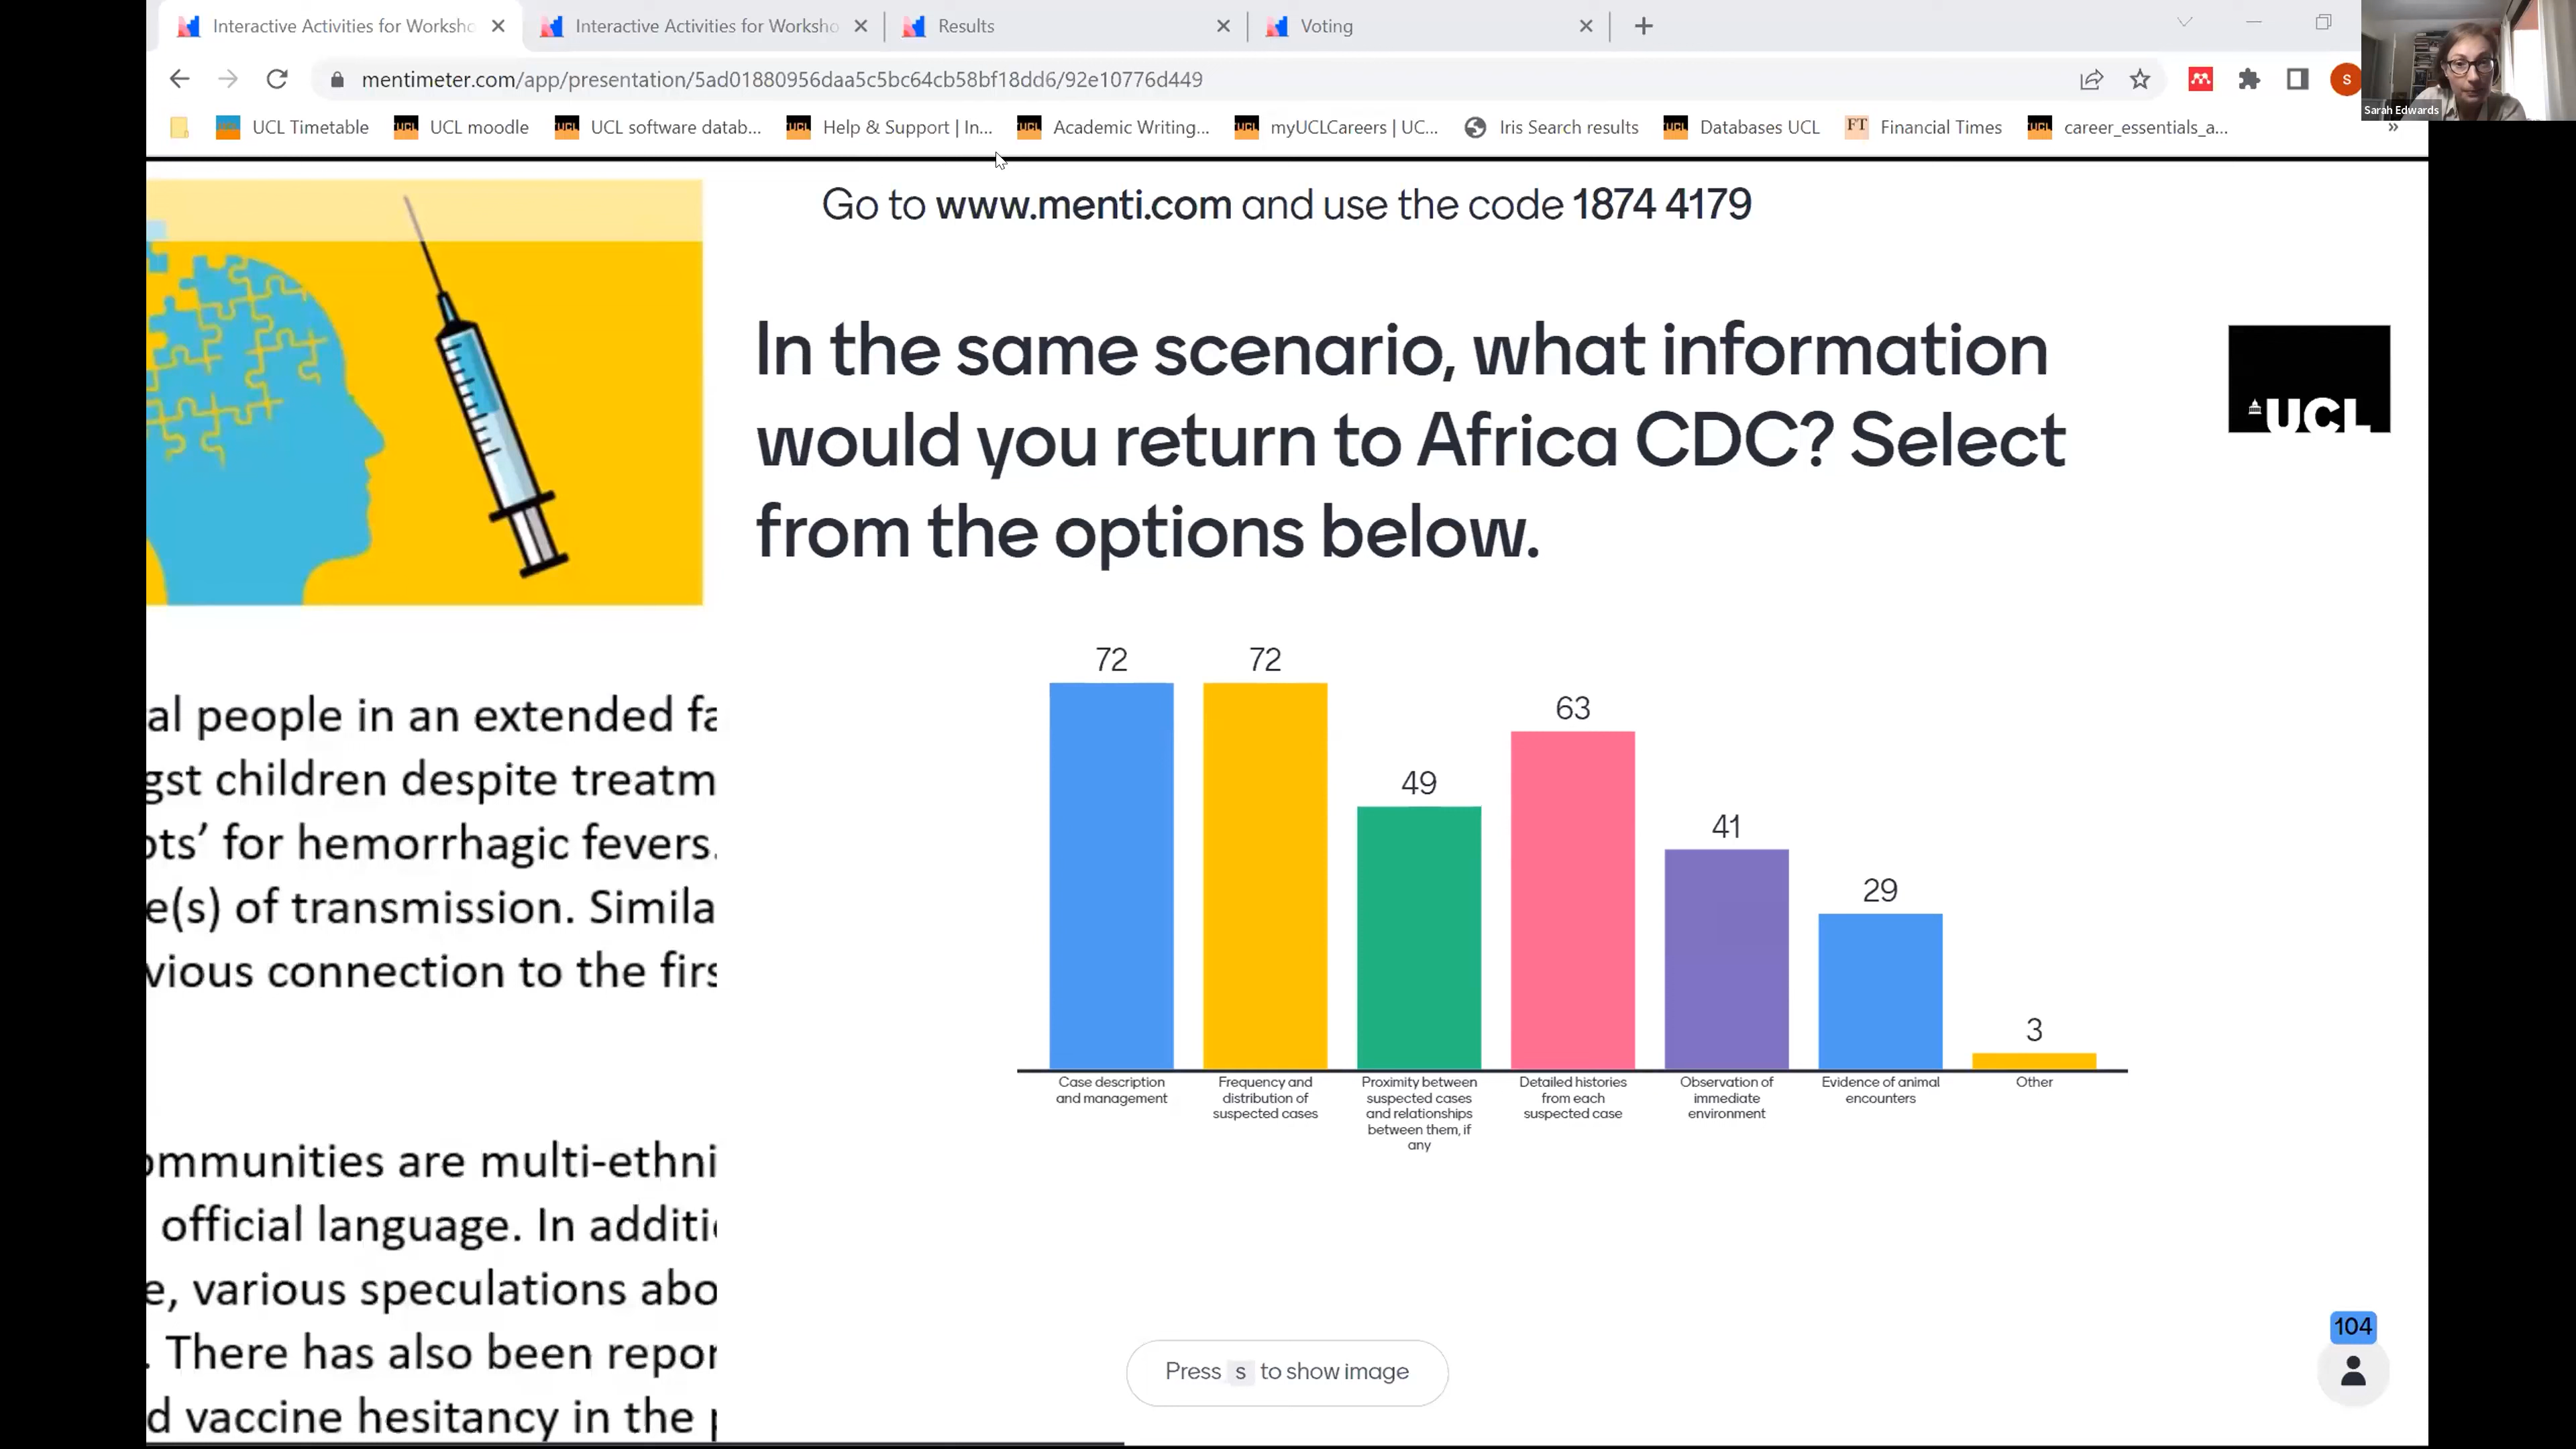 Interactive Activities for Worksho
Interactive Activities for Worksho
Results
Voting
mentimeter.com/app/presentation/5ad01880956daa5c5bc64cb58bf18dd6/92e10776d449
S
Sarah Edwards
UCL Timetable
UCL moodle
UCL software datab...
Help & Support | In...
Academic Writing...
myUCLCareers | UC...
Iris Search results
Databases UCL
FT
Financial Times
career_essentials_a...
»
Go to www.menti.com and use the code 1874 4179
In the same scenario, what information
would you return to Africa CDC? Select
from the options below.
UCL
al people in an extended fa
gst children despite treatm
ots’ for hemorrhagic fevers.
e(s) of transmission. Simila
vious connection to the firs
ommunities are multi-ethni
official language. In additi
e, various speculations abo
. There has also been repor
d vaccine hesitancy in the p
72
72
49
63
41
29
3
Case description
and management
Frequency and
distribution of
suspected cases
Proximity between
suspected cases
and relationships
between them, if
any
Detailed histories
from each
suspected case
Observation of
immediate
environment
Evidence of animal
encounters
Other
Press s to show image
104